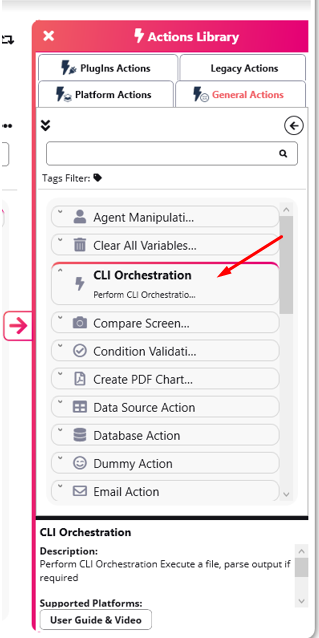 Actions Library
PlugIns Actions
Legacy Actions
Platform Actions
General Actions
Tags Filter:
Agent Manipulati...
Clear All Variables...
CLI Orchestration
Perform CLI Orchestratio...
Compare Screen...
Condition Validati...
Create PDF Chart...
Data Source Action
Database Action
Dummy Action
Email Action
CLI Orchestration
Description:
Perform CLI Orchestration Execute a file, parse output if
required
Supported Platforms:
User Guide & Video